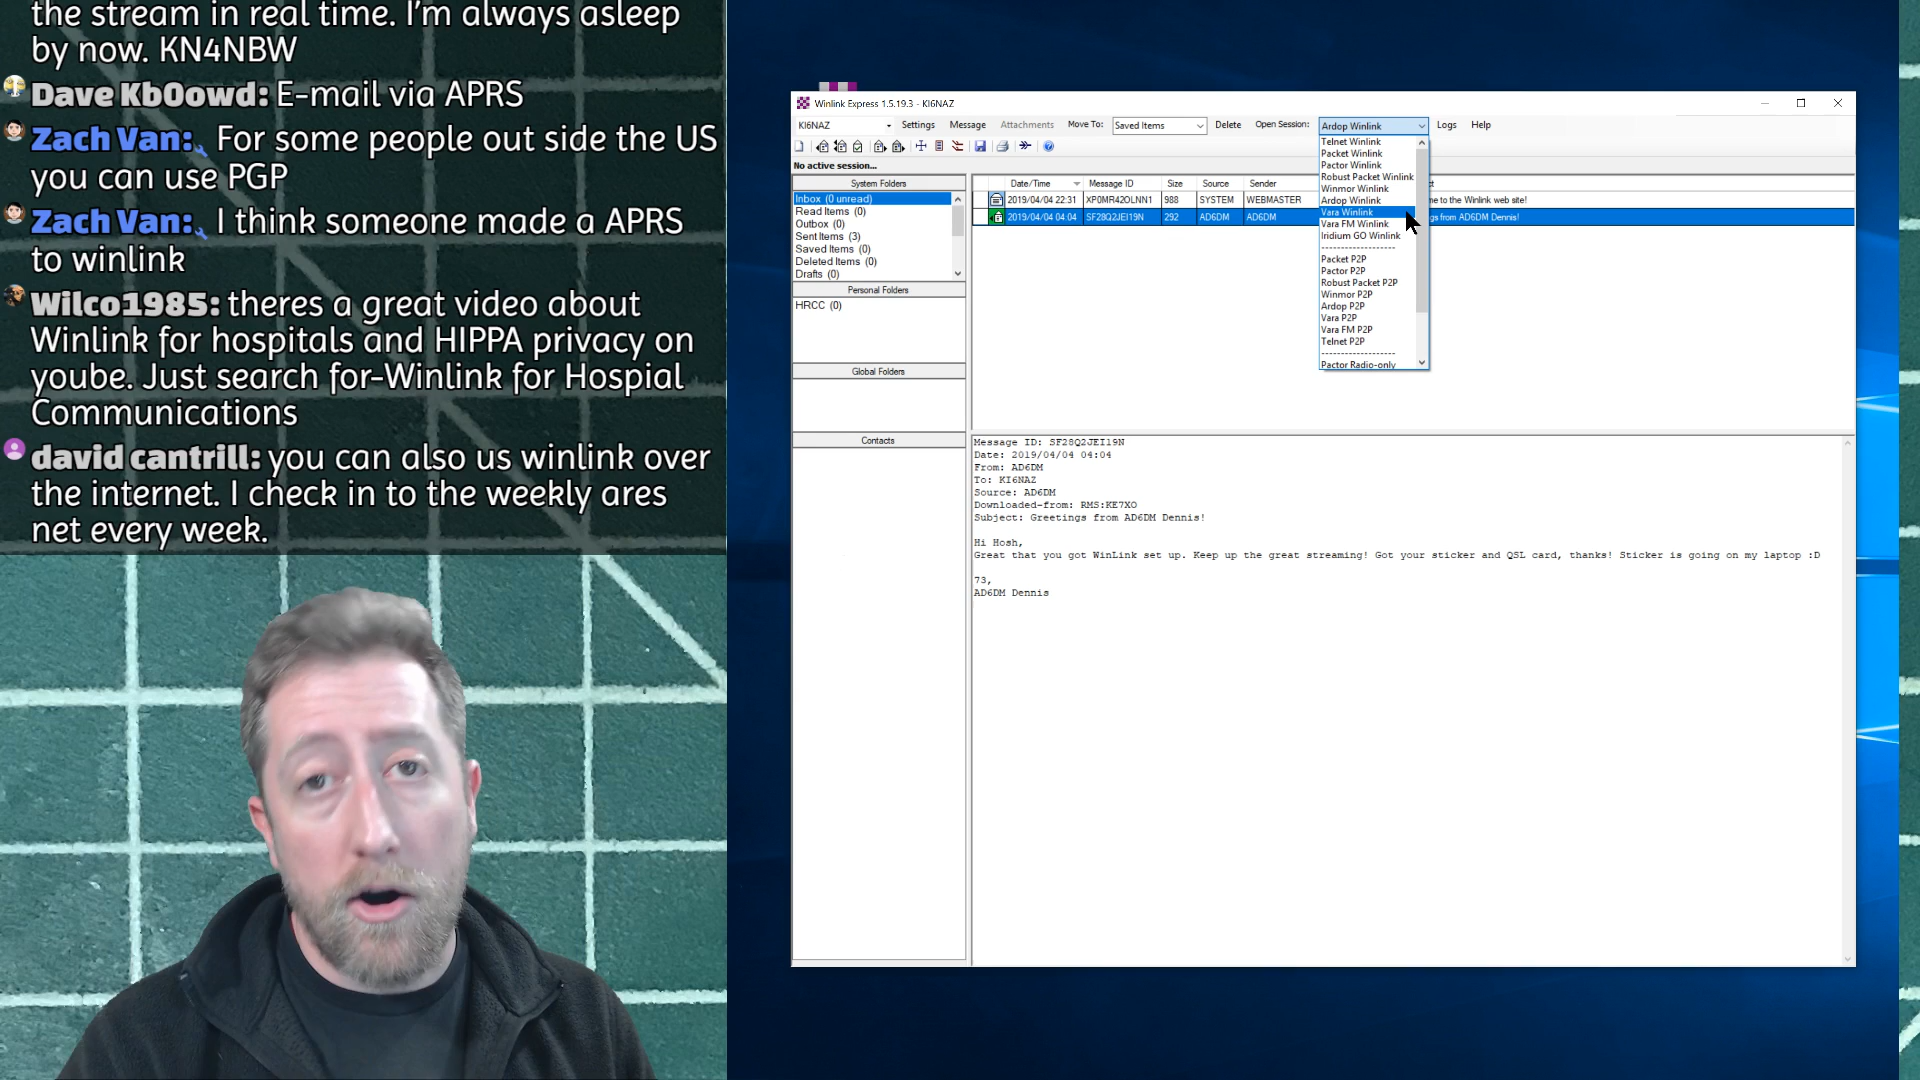 the stream in real time. I'm always asleep
by now. KN4NBW
Dave Kb0owd: E-mail via APRS
Zach Van: For some people out side the US
you can use PGP
Zach Van: I think someone made a APRS
to winlink
Wilco1985: theres a great video about
Winlink for hospitals and HIPPA privacy on
yoube. Just search for-Winlink for Hospial
Communications
david cantrill: you can also us winlink over
the internet. I check in to the weekly ares
net every week.
Winlink Express 1.5.19.3 - KI6NAZ
KI6NAZ Settings Message Attachments Move To: Saved Items Delete Open Session: Ardop Winlink Logs Help
No active session...
System Folders
Inbox (0 unread)
Read Items (0)
Outbox (0)
Sent Items (3)
Saved Items (0)
Deleted Items (0)
Drafts (0)
Personal Folders
HRCC (0)
Global Folders
Contacts
Date/Time Message ID Size Source Sender ct
2019/04/04 22:31 XP0MR42OLNN1 988 SYSTEM WEBMASTER me to the Winlink web site!
2019/04/04 04:04 SF28Q2JEI19N 292 AD6DM AD6DM gs from AD6DM Dennis!
Telnet Winlink
Packet Winlink
Pactor Winlink
Robust Packet Winlink
Winmor Winlink
Ardop Winlink
Vara Winlink
Vara FM Winlink
Iridium GO Winlink
--------------------
Packet P2P
Pactor P2P
Robust Packet P2P
Winmor P2P
Ardop P2P
Vara P2P
Vara FM P2P
Telnet P2P
--------------------
Pactor Radio-only
Message ID: SF28Q2JEI19N
Date: 2019/04/04 04:04
From: AD6DM
To: KI6NAZ
Source: AD6DM
Downloaded-from: RMS:KE7XO
Subject: Greetings from AD6DM Dennis!
Hi Hosh,
Great that you got WinLink set up. Keep up the great streaming! Got your sticker and QSL card, thanks! Sticker is going on my laptop :D
73,
AD6DM Dennis